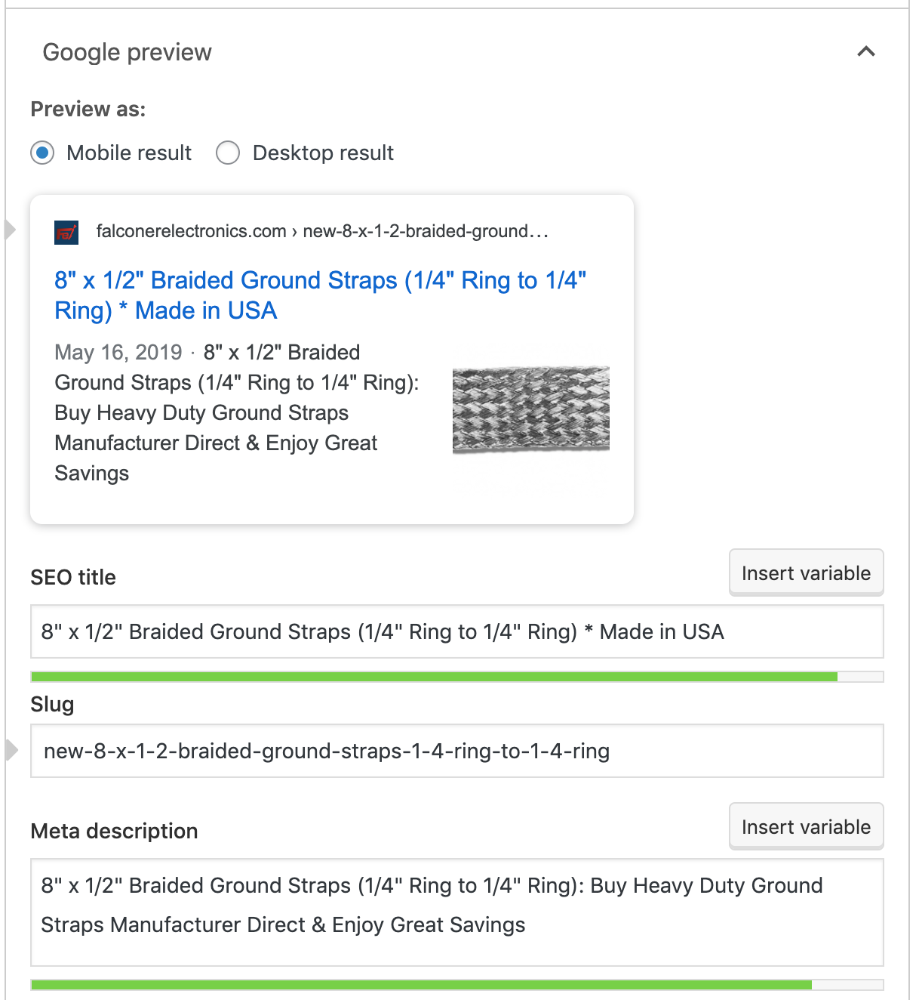 Google preview
Preview as:
Mobile result Desktop result
falconerelectronics.com › new-8-x-1-2-braided-ground…
8" x 1/2" Braided Ground Straps (1/4" Ring to 1/4"
Ring) * Made in USA
May 16, 2019 · 8" x 1/2" Braided
Ground Straps (1/4" Ring to 1/4" Ring):
Buy Heavy Duty Ground Straps
Manufacturer Direct & Enjoy Great
Savings
SEO title
Insert variable
8" x 1/2" Braided Ground Straps (1/4" Ring to 1/4" Ring) * Made in USA
Slug
new-8-x-1-2-braided-ground-straps-1-4-ring-to-1-4-ring
Meta description
Insert variable
8" x 1/2" Braided Ground Straps (1/4" Ring to 1/4" Ring): Buy Heavy Duty Ground
Straps Manufacturer Direct & Enjoy Great Savings